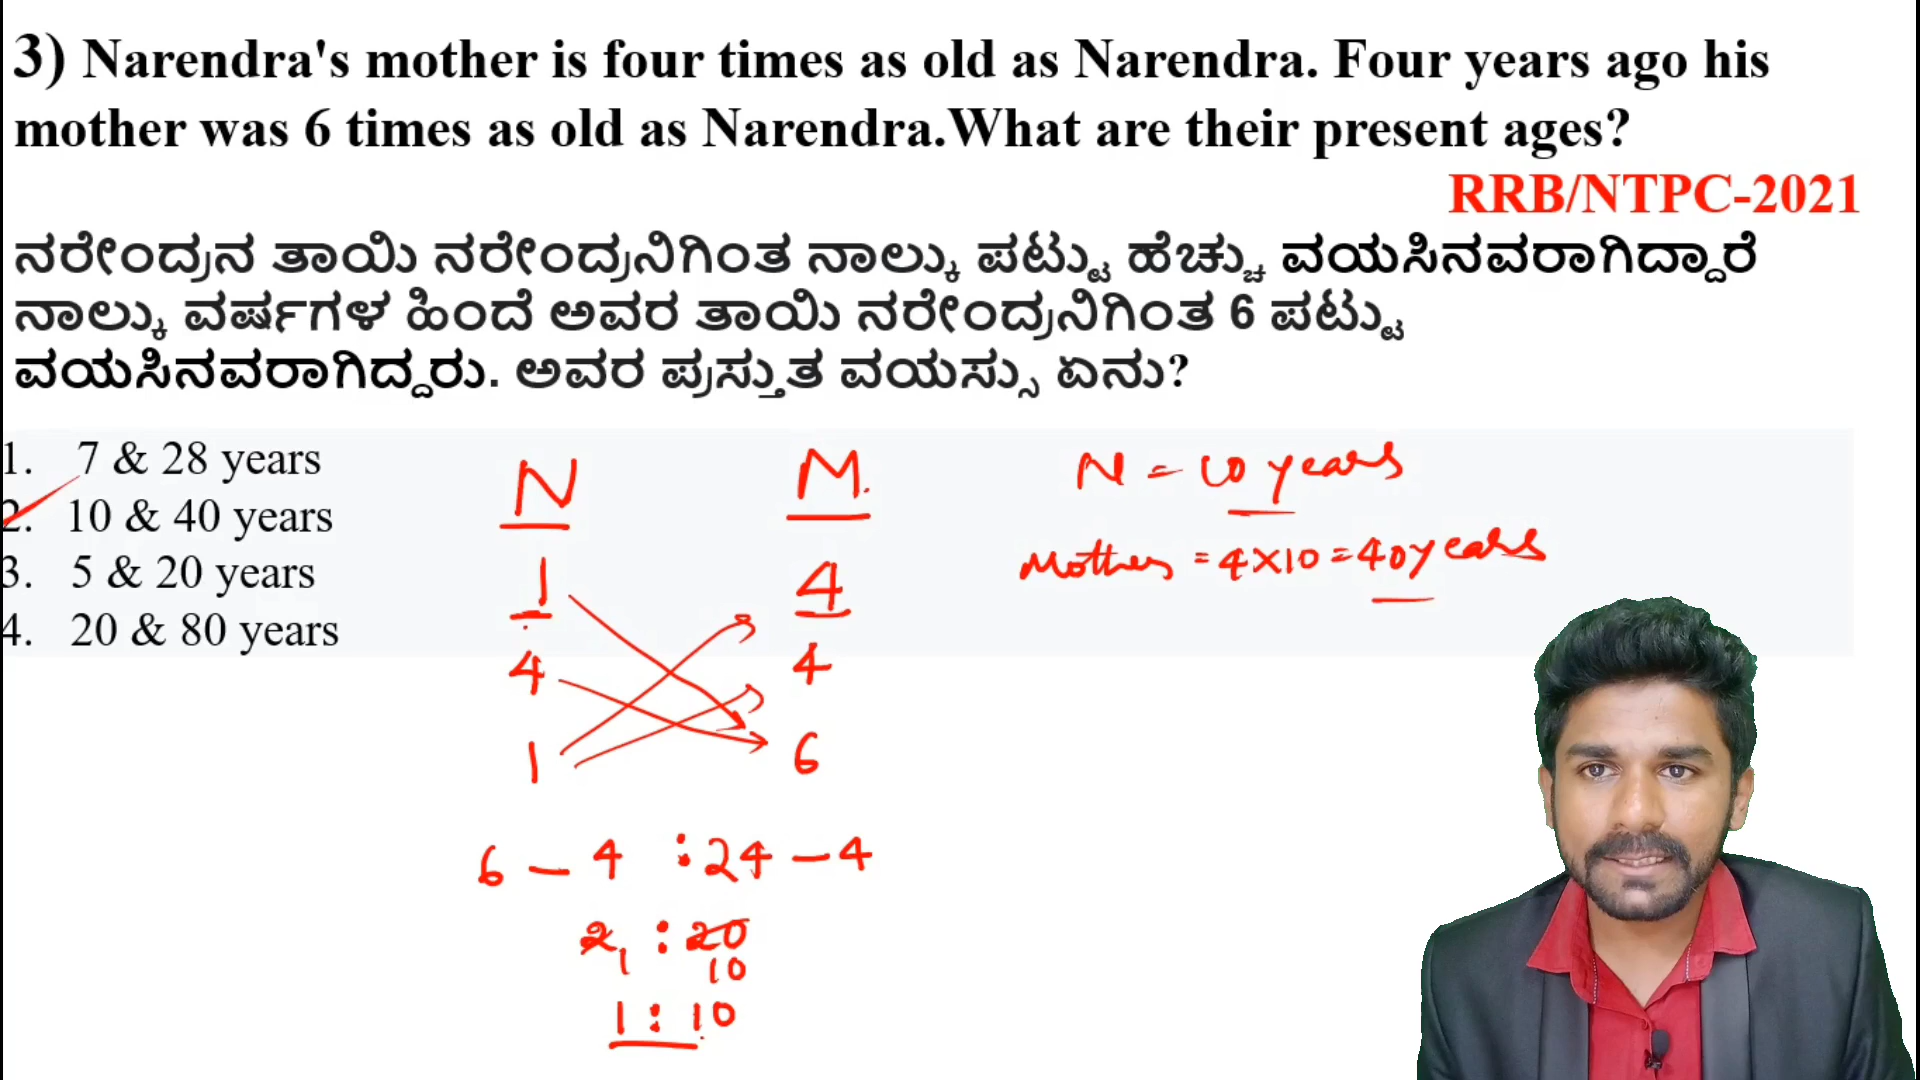 3) Narendra's mother is four times as old as Narendra. Four years ago his
mother was 6 times as old as Narendra.What are their present ages?
RRB/NTPC-2021
ನರೇಂದ್ರನ ತಾಯಿ ನರೇಂದ್ರನಿಗಿಂತ ನಾಲ್ಕು ಪಟ್ಟು ಹೆಚ್ಚು ವಯಸಿನವರಾಗಿದ್ದಾರೆ
ನಾಲ್ಕು ವರ್ಷಗಳ ಹಿಂದೆ ಅವರ ತಾಯಿ ನರೇಂದ್ರನಿಗಿಂತ 6 ಪಟ್ಟು
ವಯಸಿನವರಾಗಿದ್ದರು. ಅವರ ಪ್ರಸ್ತುತ ವಯಸ್ಸು ಏನು?
1. 7 & 28 years
2. 10 & 40 years
3. 5 & 20 years
4. 20 & 80 years
N M.
1 4
4 4
1 6
6 - 4 : 24 - 4
2 1 : 20 10
1 : 10
N = 10 years
Mother = 4×10=40years